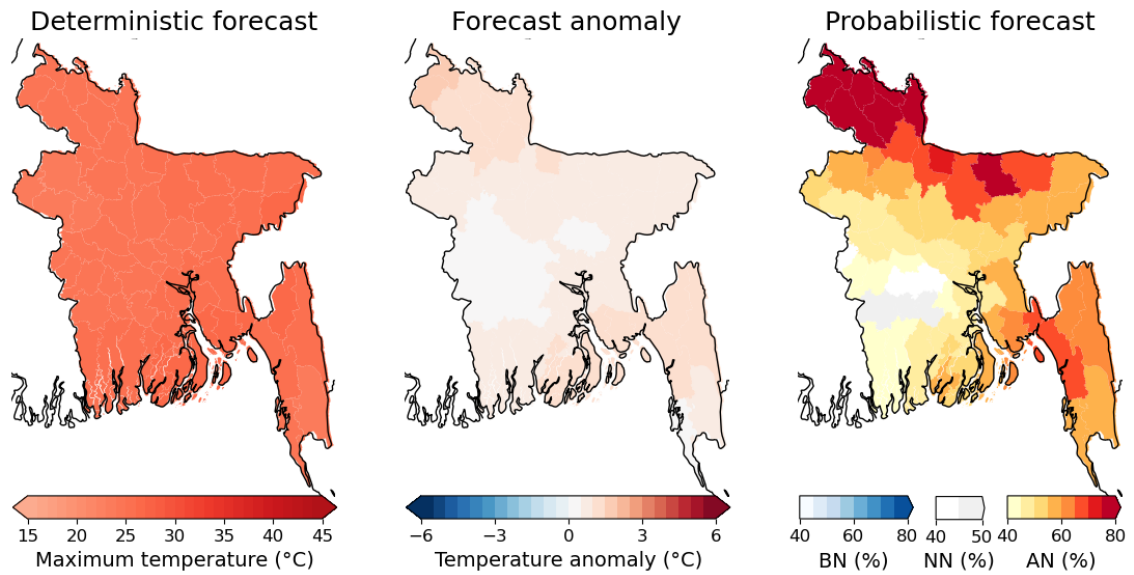 Deterministic forecast
Forecast anomaly
Probabilistic forecast
15 20 25 30 35 40 45
Maximum temperature (°C)
−6 −3 0 3 6
Temperature anomaly (°C)
40 60 80
BN (%)
40 50
NN (%)
40 60 80
AN (%)